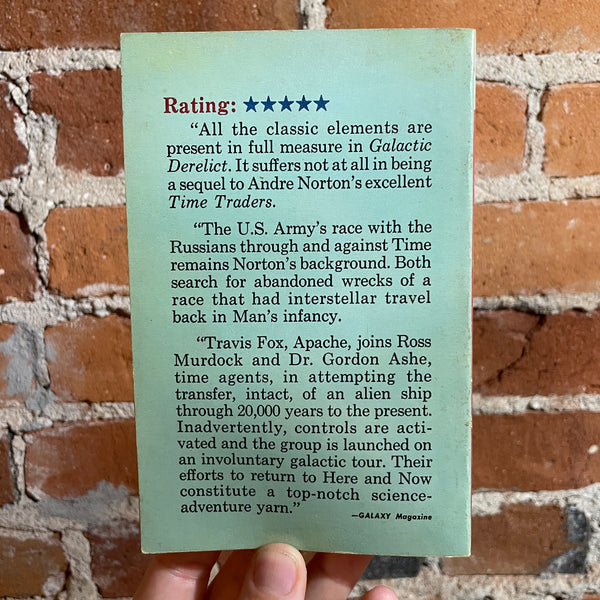 Rating: ★★★★★
"All the classic elements are
present in full measure in Galactic
Derelict. It suffers not at all in being
a sequel to Andre Norton's excellent
Time Traders.
"The U.S. Army's race with the
Russians through and against Time
remains Norton's background. Both
search for abandoned wrecks of a
race that had interstellar travel
back in Man's infancy.
"Travis Fox, Apache, joins Ross
Murdock and Dr. Gordon Ashe,
time agents, in attempting the
transfer, intact, of an alien ship
through 20,000 years to the present.
Inadvertently, controls are acti-
vated and the group is launched on
an involuntary galactic tour. Their
efforts to return to Here and Now
constitute a top-notch science-
adventure yarn."
—GALAXY Magazine